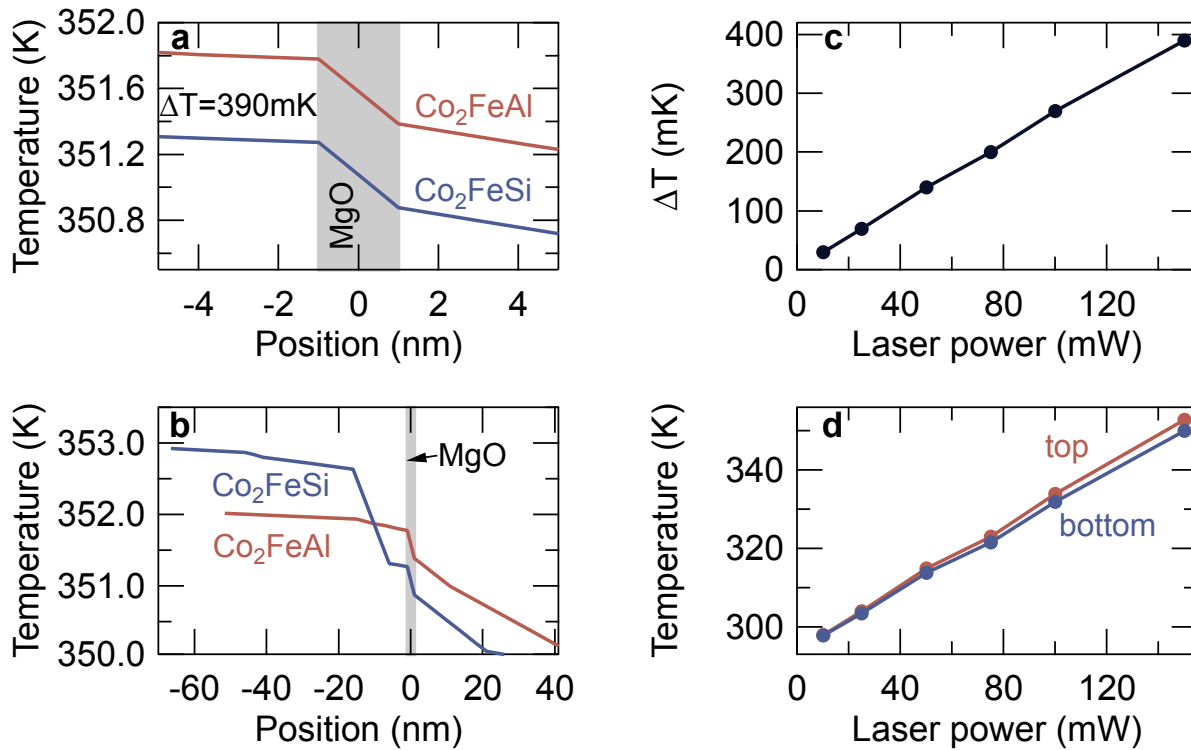 a
Temperature (K)
352.0
351.6
351.2
350.8
ΔT=390mK
Co₂FeAl
Co₂FeSi
MgO
-4 -2 0 2 4
Position (nm)
c
ΔT (mK)
400
300
200
100
0
0 40 80 120
Laser power (mW)
b
Temperature (K)
353.0
352.0
351.0
350.0
Co₂FeSi
Co₂FeAl
MgO
-60 -40 -20 0 20 40
Position (nm)
d
Temperature (K)
340
320
300
top
bottom
0 40 80 120
Laser power (mW)